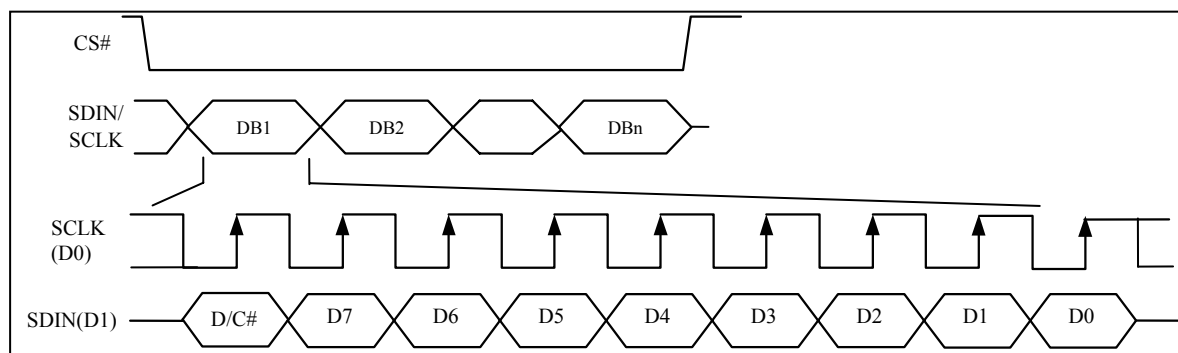 CS#
SDIN/
SCLK
DB1 DB2 DBn
SCLK
(D0)
SDIN(D1) D/C# D7 D6 D5 D4 D3 D2 D1 D0